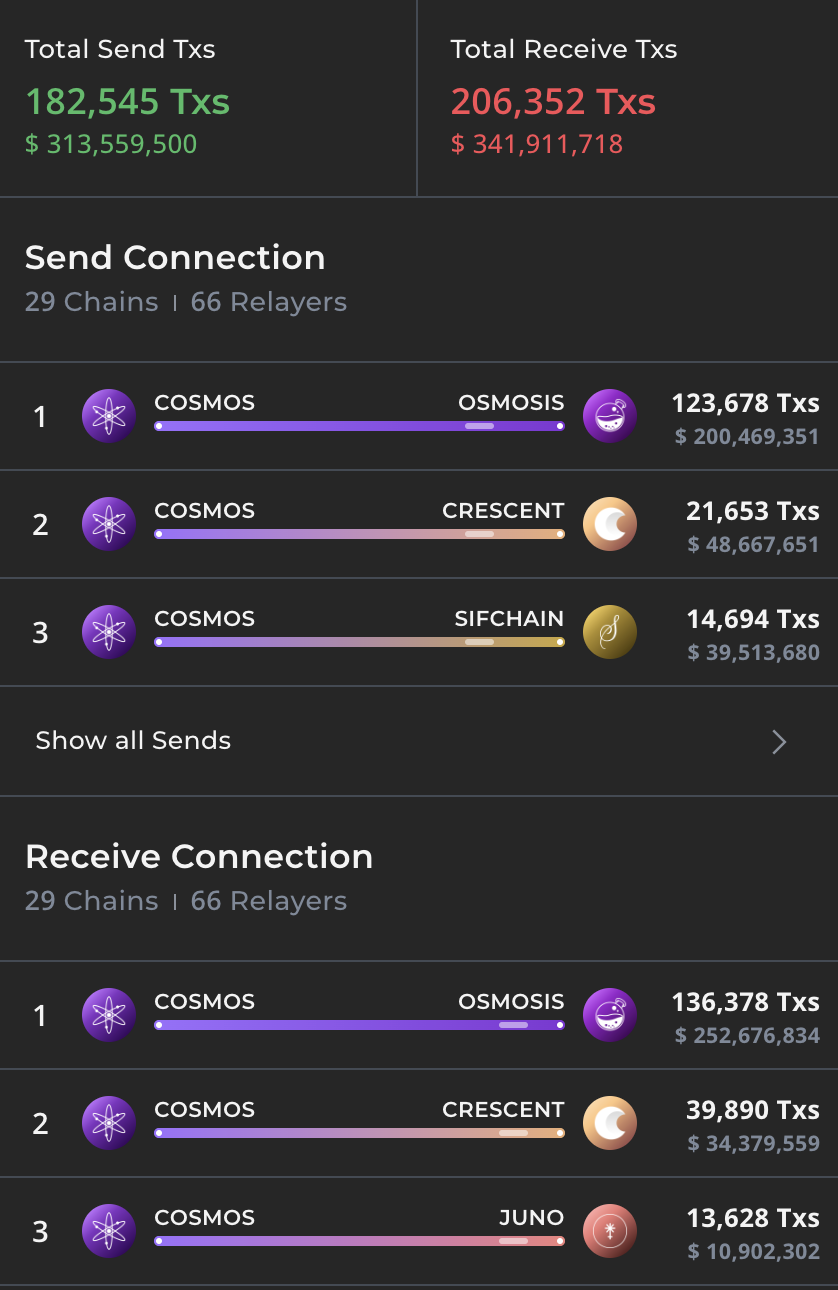 Total Send Txs
182,545 Txs
$ 313,559,500
Total Receive Txs
206,352 Txs
$ 341,911,718
Send Connection
29 Chains | 66 Relayers
1 COSMOS OSMOSIS 123,678 Txs
$ 200,469,351
2 COSMOS CRESCENT 21,653 Txs
$ 48,667,651
3 COSMOS SIFCHAIN 14,694 Txs
$ 39,513,680
Show all Sends
Receive Connection
29 Chains | 66 Relayers
1 COSMOS OSMOSIS 136,378 Txs
$ 252,676,834
2 COSMOS CRESCENT 39,890 Txs
$ 34,379,559
3 COSMOS JUNO 13,628 Txs
$ 10,902,302